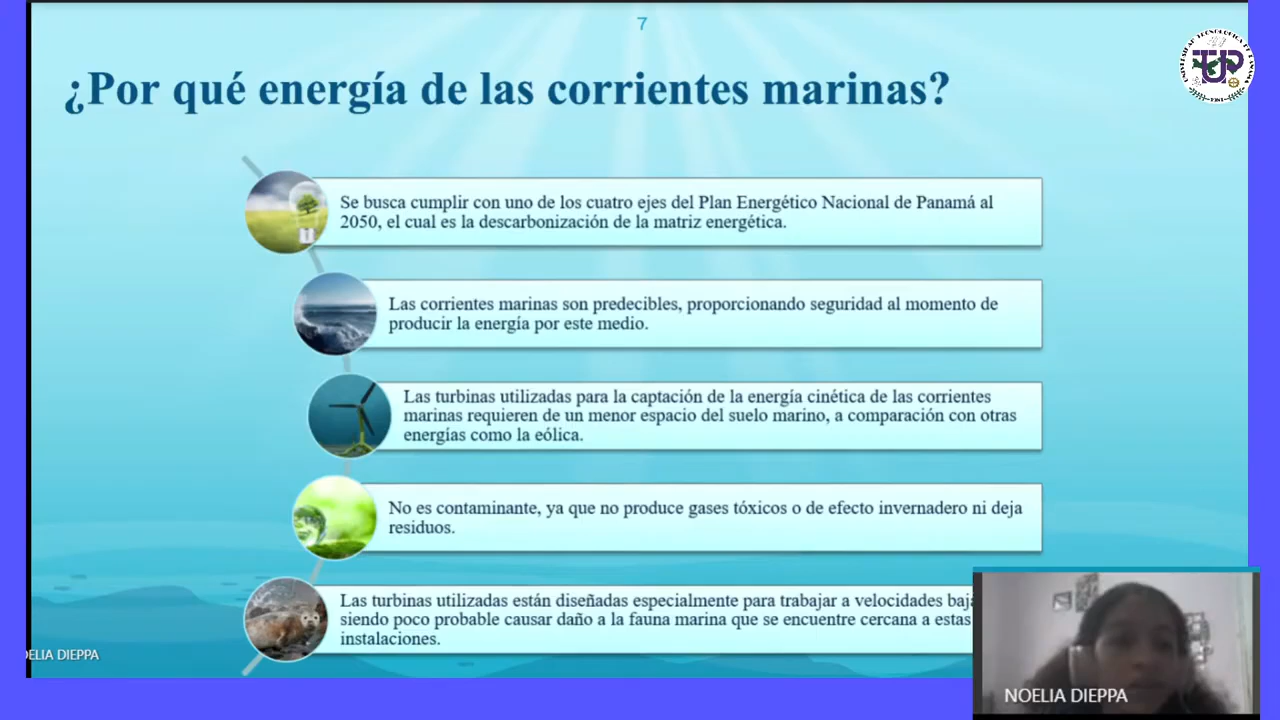 7
¿Por qué energía de las corrientes marinas?
Se busca cumplir con uno de los cuatro ejes del Plan Energético Nacional de Panamá al
2050, el cual es la descarbonización de la matriz energética.
Las corrientes marinas son predecibles, proporcionando seguridad al momento de
producir la energía por este medio.
Las turbinas utilizadas para la captación de la energía cinética de las corrientes
marinas requieren de un menor espacio del suelo marino, a comparación con otras
energías como la eólica.
No es contaminante, ya que no produce gases tóxicos o de efecto invernadero ni deja
residuos.
Las turbinas utilizadas están diseñadas especialmente para trabajar a velocidades
siendo poco probable causar daño a la fauna marina que se encuentre cercana a estas
instalaciones.
DIEPPA
NOELIA DIEPPA